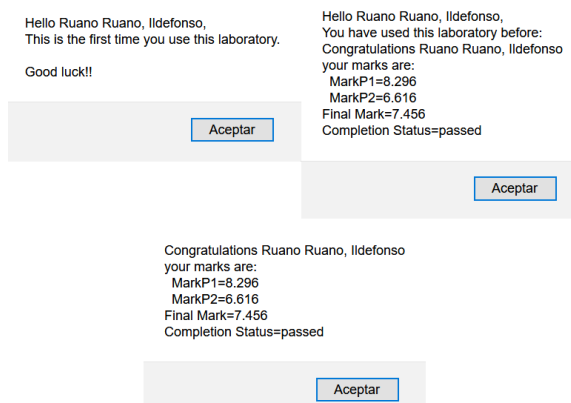 Hello Ruano Ruano, Ildefonso,
This is the first time you use this laboratory.
Good luck!!
Aceptar
Hello Ruano Ruano, Ildefonso,
You have used this laboratory before:
Congratulations Ruano Ruano, Ildefonso
your marks are:
MarkP1=8.296
MarkP2=6.616
Final Mark=7.456
Completion Status=passed
Aceptar
Congratulations Ruano Ruano, Ildefonso
your marks are:
MarkP1=8.296
MarkP2=6.616
Final Mark=7.456
Completion Status=passed
Aceptar